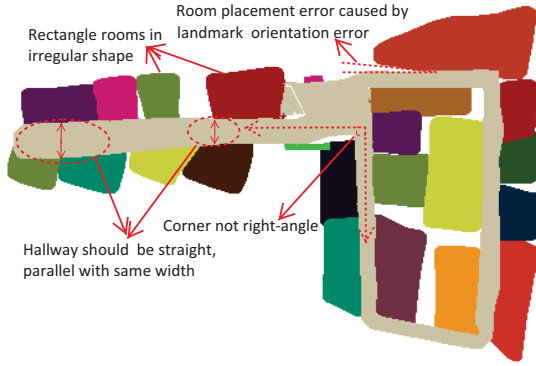 Room placement error caused by
landmark orientation error
Rectangle rooms in
irregular shape
Corner not right-angle
Hallway should be straight,
parallel with same width